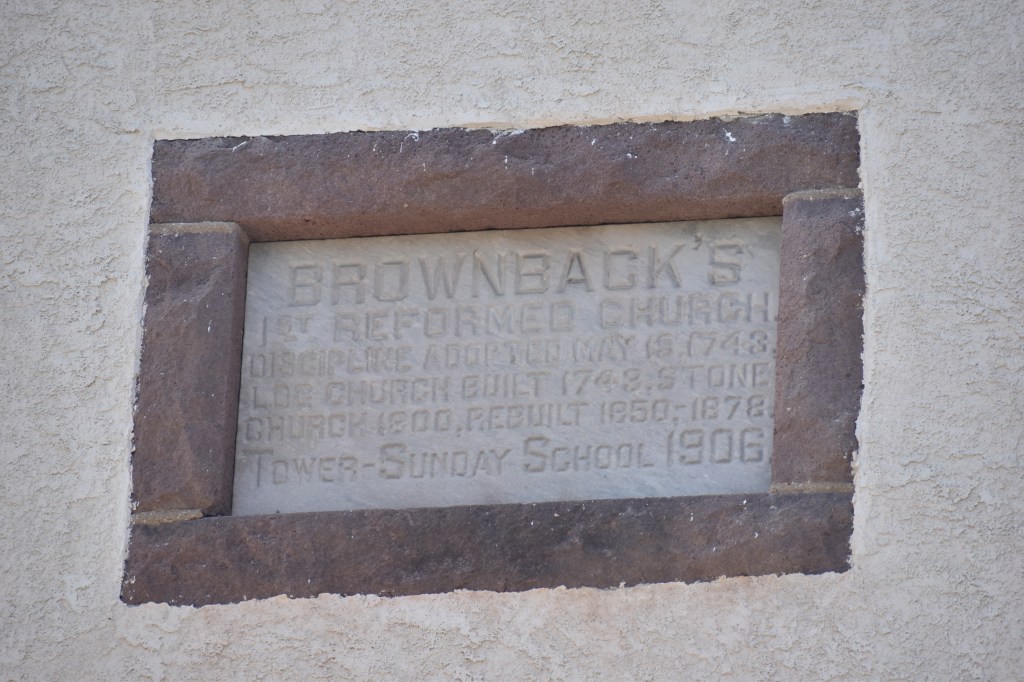 BROWNBACK'S
1ST REFORMED CHURCH.
DISCIPLINE ADOPTED MAY 15, 1743.
LOG CHURCH BUILT 1743, STONE
CHURCH 1800, REBUILT 1850,-1878.
TOWER-SUNDAY SCHOOL 1906